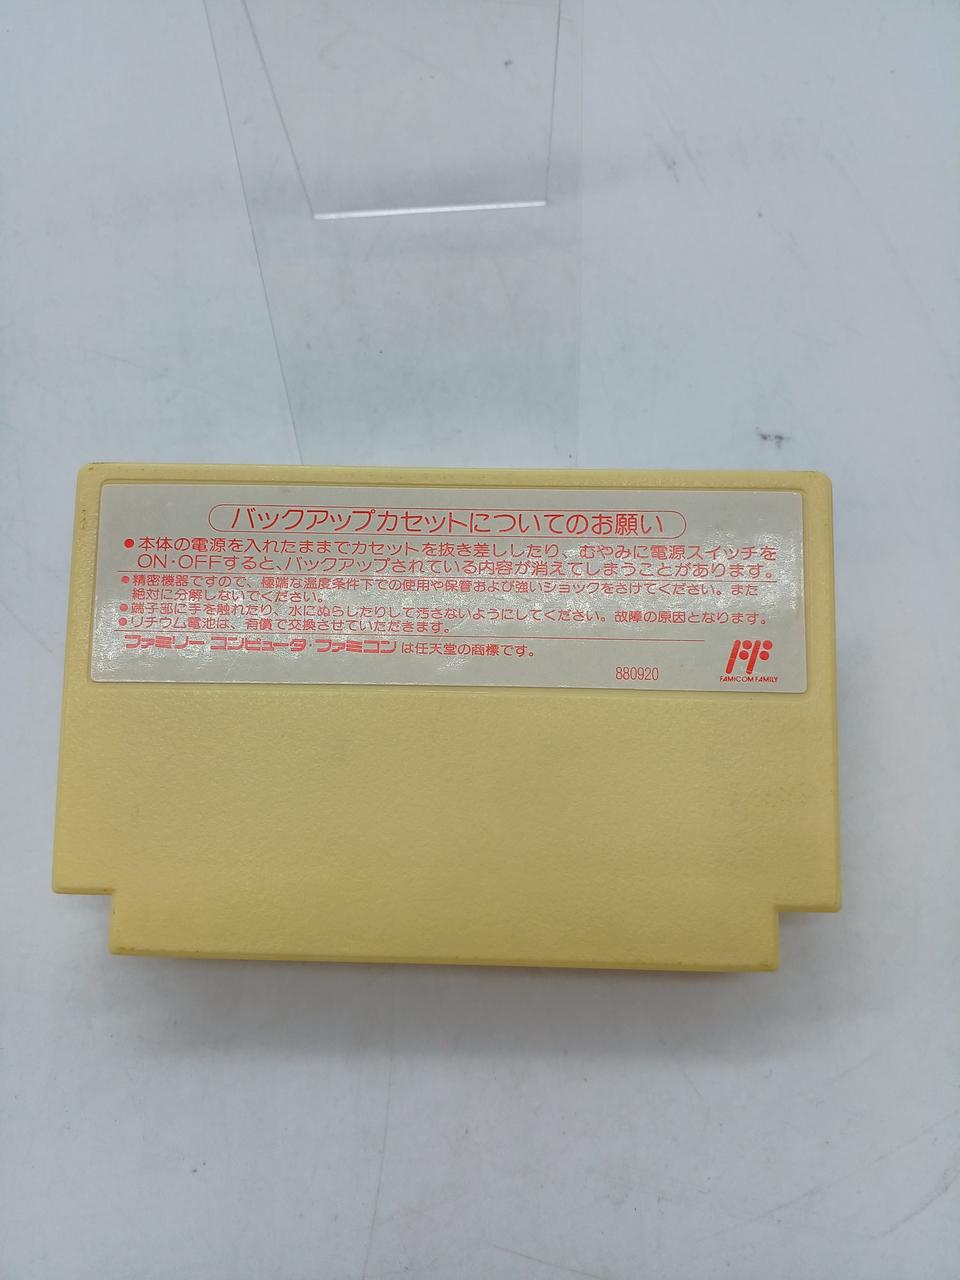 バックアップカセットについてのお願い
●本体の電源を入れたままでカセットを抜き差ししたり、むやみに電源スイッチを
ON・OFFすると、バックアップされている内容が消えてしまうことがあります。
●精密機器ですので、極端な温度条件下での使用や保管および強いショックをさけてください。また
絶対に分解しないでください。
●端子部に手を触れたり、水にぬらしたりして汚さないようにしてください。故障の原因となります。
●リチウム電池は、有償で交換させていただきます。
ファミリー コンピュータ・ファミコンは任天堂の商標です。
880920
FAMICOM FAMILY